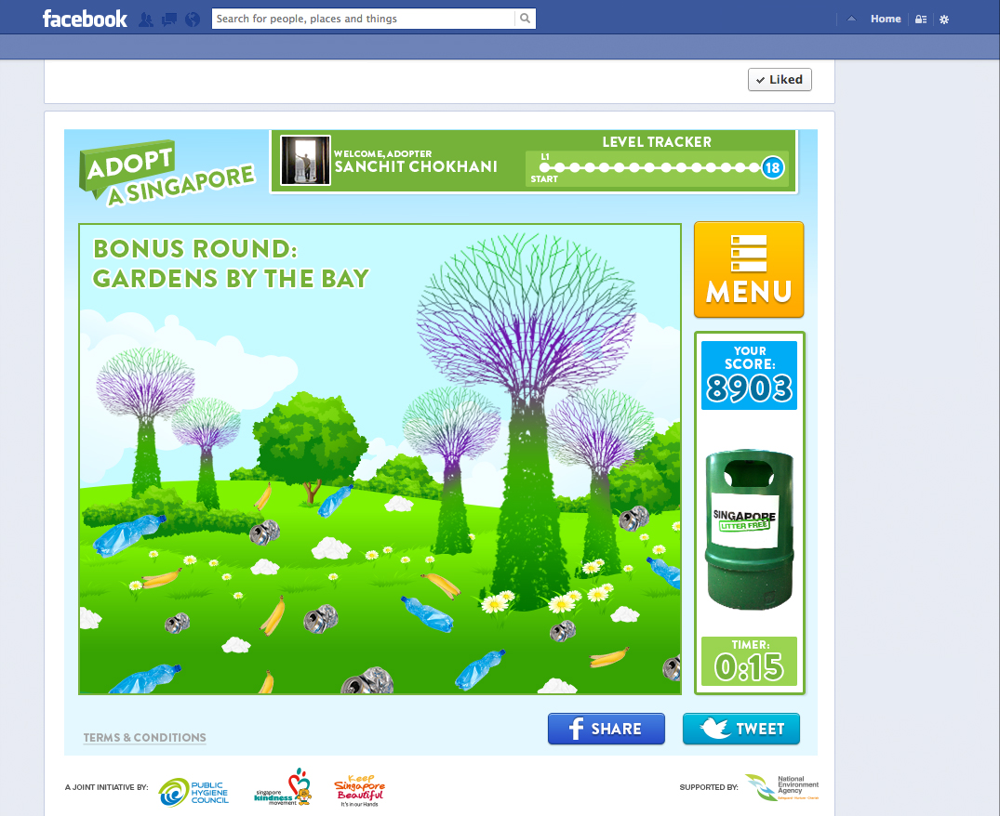 facebook
Search for people, places and things
Home
Liked
ADOPT
A SINGAPORE
WELCOME, ADOPTER
SANCHIT CHOKHANI
LEVEL TRACKER
L1
START
18
BONUS ROUND:
GARDENS BY THE BAY
MENU
YOUR
SCORE:
8903
SINGAPORE
LITTER FREE
TIMER:
0:15
SHARE
TWEET
TERMS & CONDITIONS
A JOINT INITIATIVE BY:
PUBLIC
HYGIENE
COUNCIL
singapore
kindness
movement
Keep
Singapore
Beautiful
It's in our Hands
SUPPORTED BY:
National
Environment
Agency